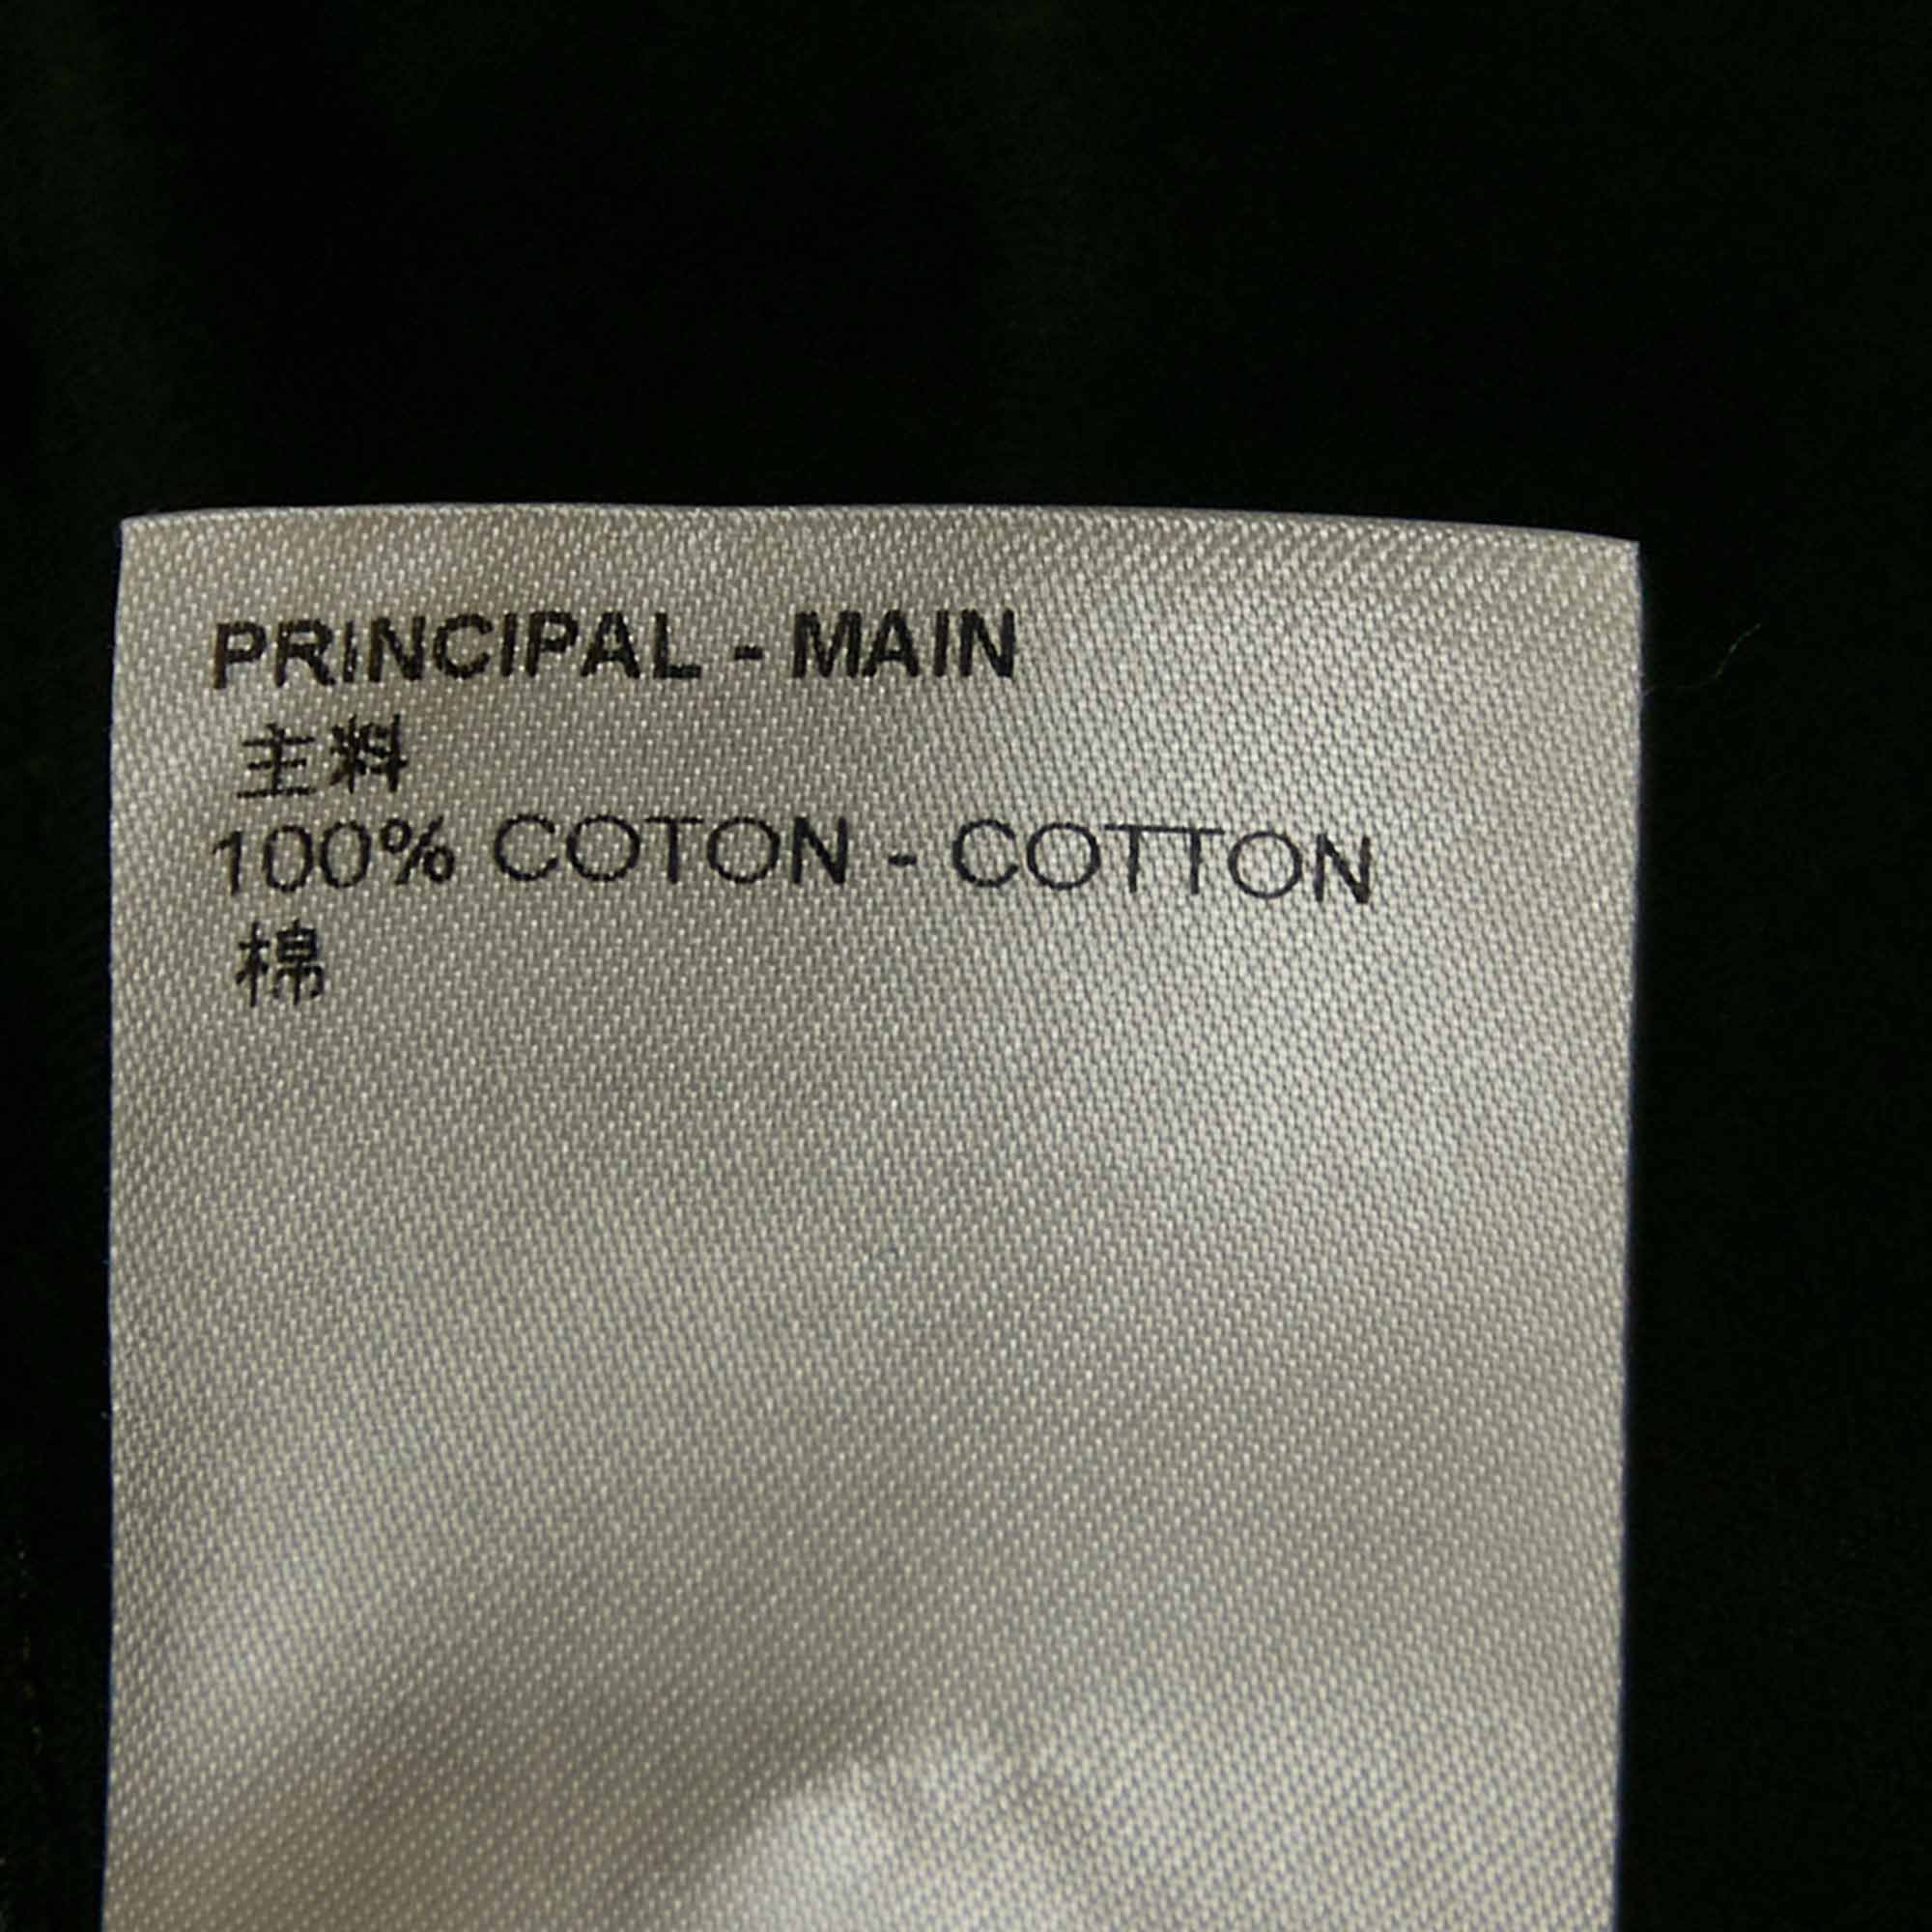 PRINCIPAL - MAIN
主料
100% COTON - COTTON
棉